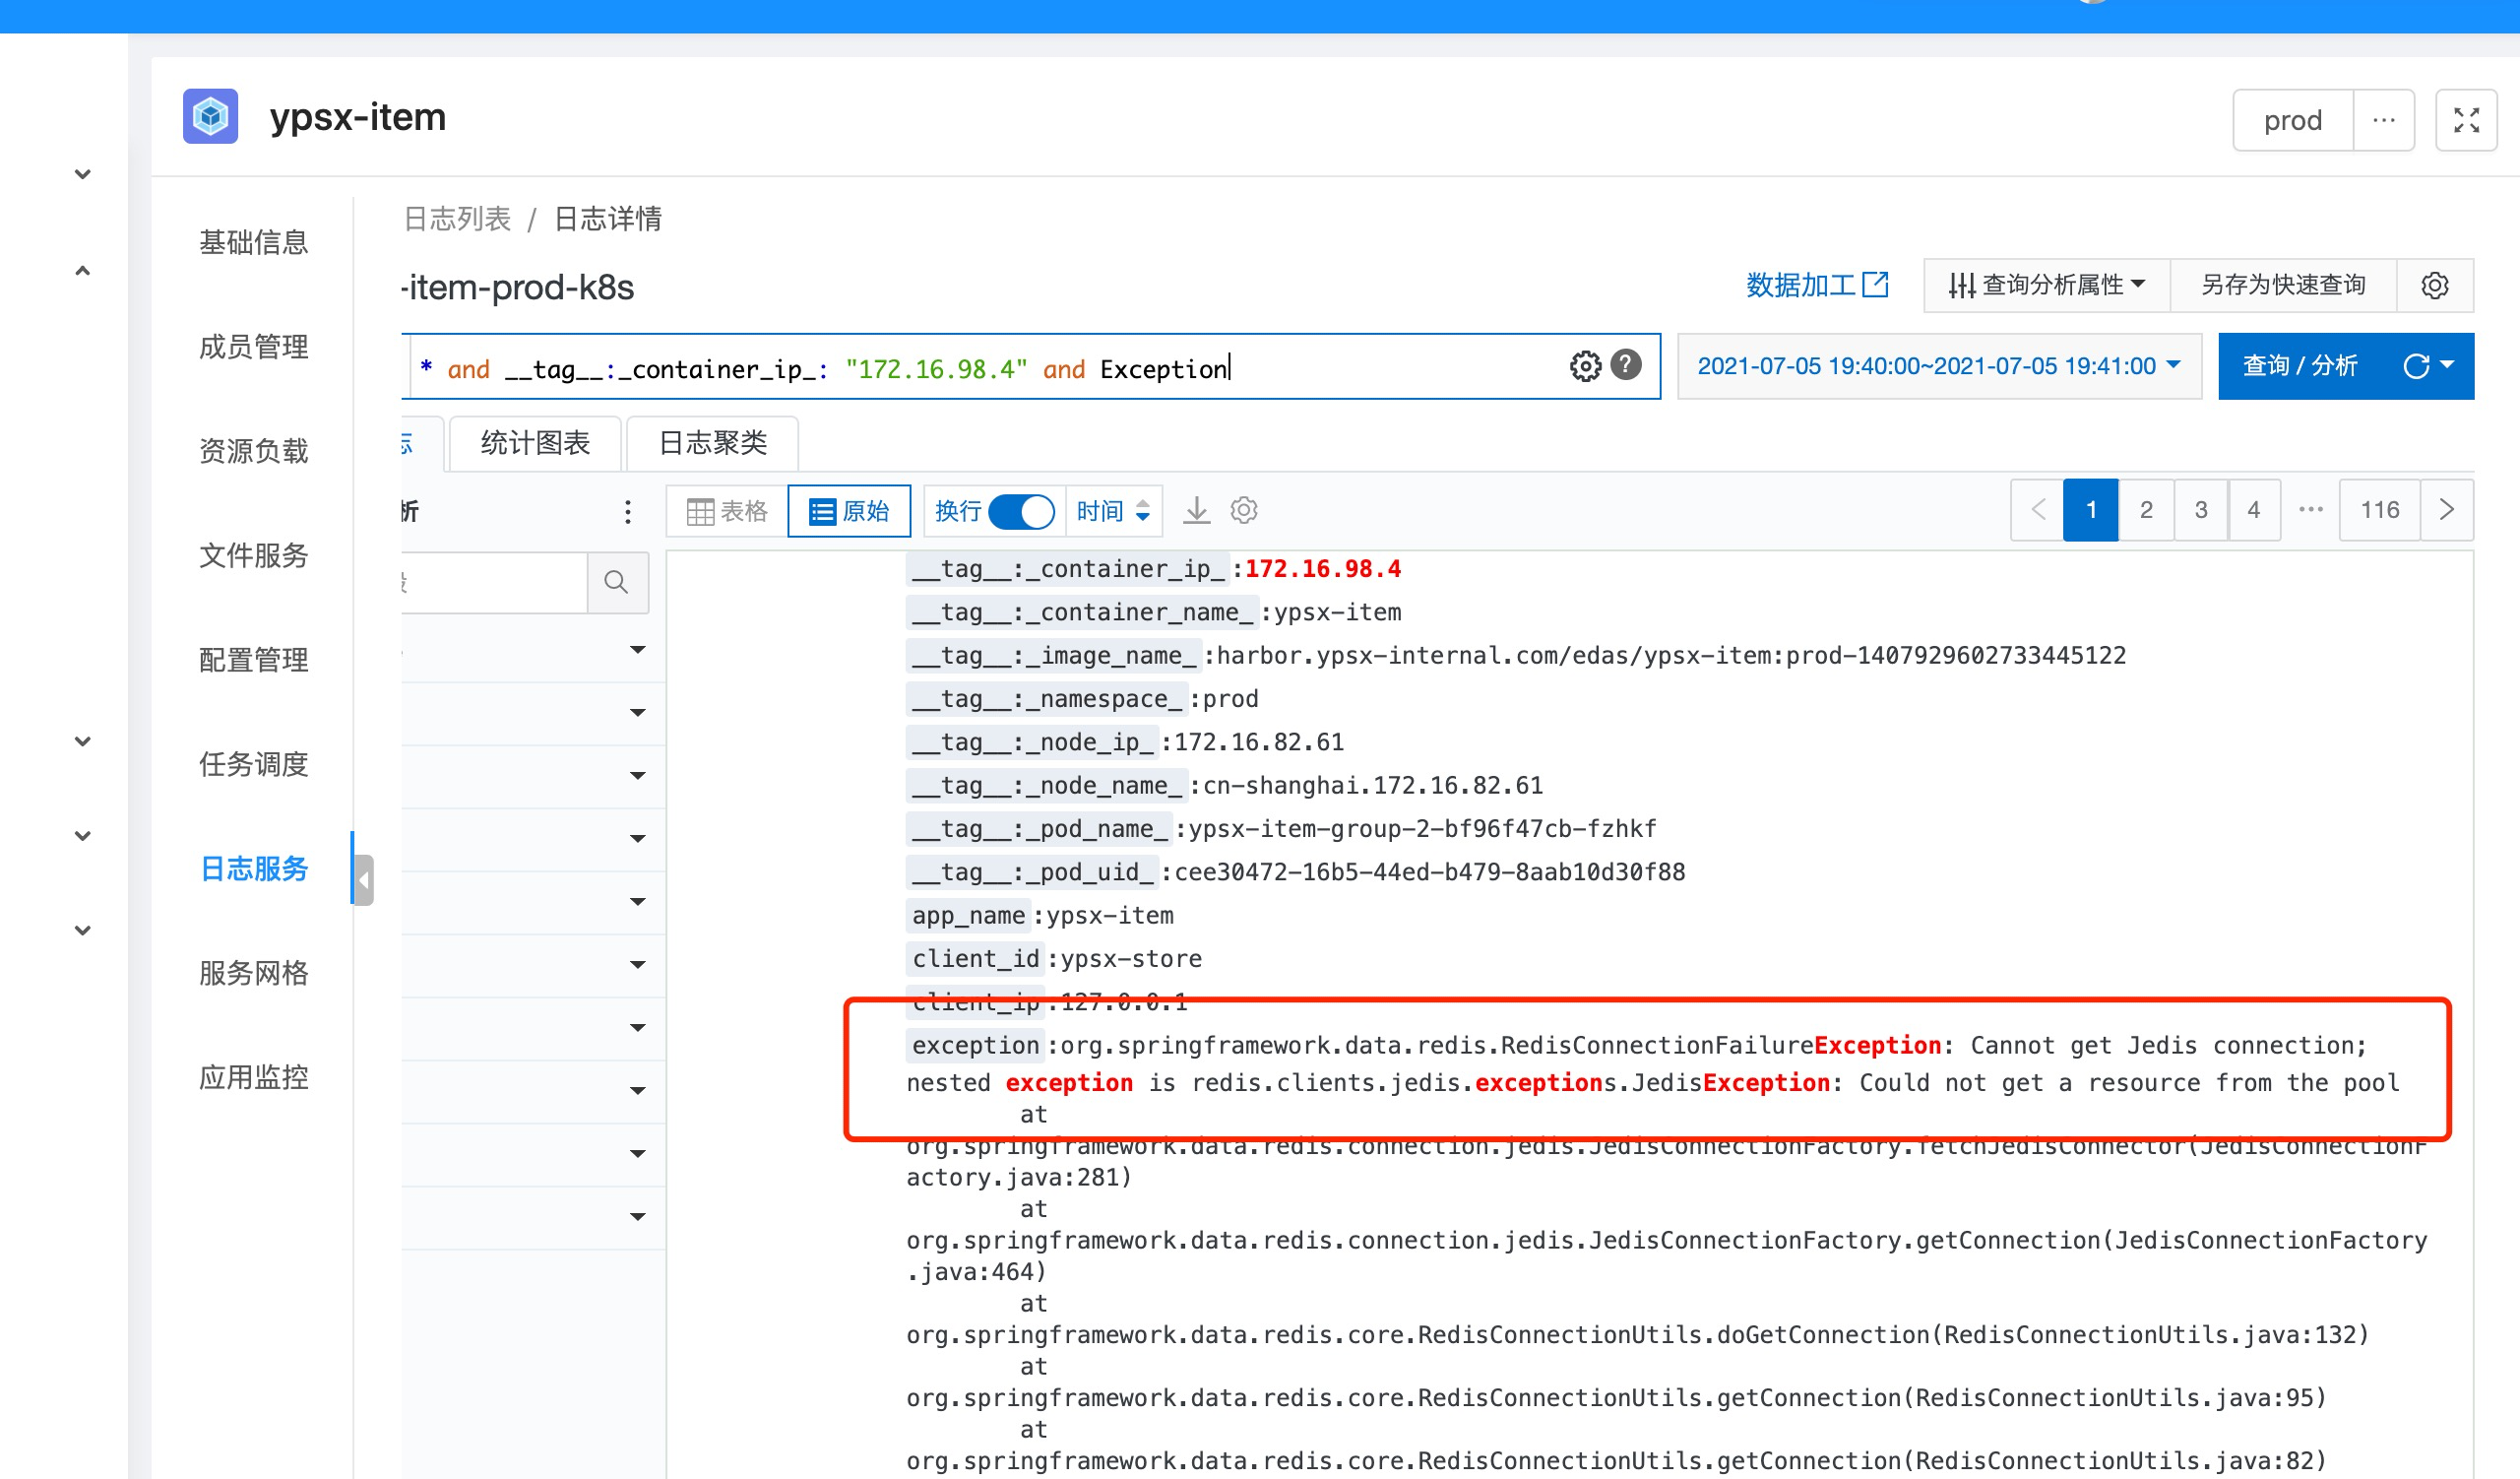 ypsx-item
prod
基础信息
成员管理
资源负载
文件服务
配置管理
任务调度
日志服务
服务网格
应用监控
日志列表 / 日志详情
-item-prod-k8s
数据加工
查询分析属性
另存为快速查询
* and __tag__:_container_ip_: "172.16.98.4" and Exception
2021-07-05 19:40:00~2021-07-05 19:41:00
查询 / 分析
统计图表
日志聚类
析
表格
原始
换行
时间
1
2
3
4
···
116
__tag__:_container_ip_ :172.16.98.4
__tag__:_container_name_ :ypsx-item
__tag__:_image_name_ :harbor.ypsx-internal.com/edas/ypsx-item:prod-1407929602733445122
__tag__:_namespace_ :prod
__tag__:_node_ip_ :172.16.82.61
__tag__:_node_name_ :cn-shanghai.172.16.82.61
__tag__:_pod_name_ :ypsx-item-group-2-bf96f47cb-fzhkf
__tag__:_pod_uid_ :cee30472-16b5-44ed-b479-8aab10d30f88
app_name :ypsx-item
client_id :ypsx-store
client_ip :127.0.0.1
exception :org.springframework.data.redis.RedisConnectionFailureException: Cannot get Jedis connection;
nested exception is redis.clients.jedis.exceptions.JedisException: Could not get a resource from the pool
at
org.springframework.data.redis.connection.jedis.JedisConnectionFactory.fetchJedisConnector(JedisConnectionF
actory.java:281)
at
org.springframework.data.redis.connection.jedis.JedisConnectionFactory.getConnection(JedisConnectionFactory
.java:464)
at
org.springframework.data.redis.core.RedisConnectionUtils.doGetConnection(RedisConnectionUtils.java:132)
at
org.springframework.data.redis.core.RedisConnectionUtils.getConnection(RedisConnectionUtils.java:95)
at
org.springframework.data.redis.core.RedisConnectionUtils.getConnection(RedisConnectionUtils.java:82)